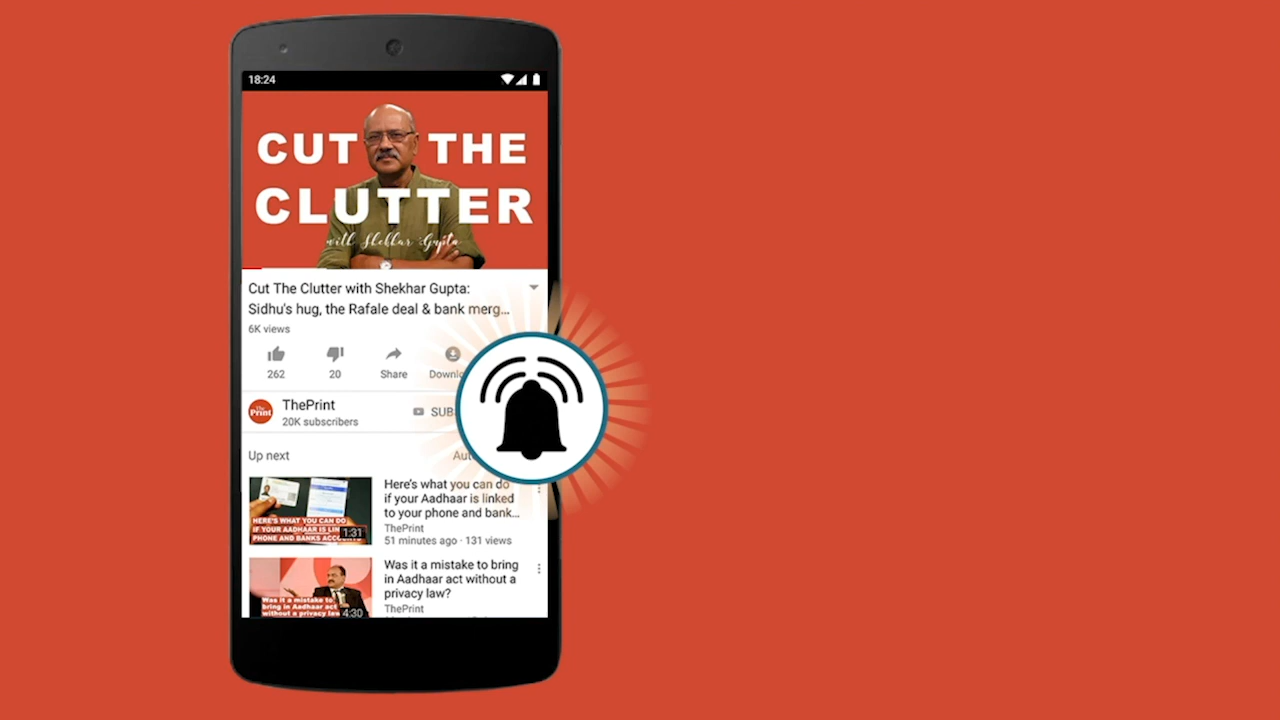 18:24
CUT THE
CLUTTER
with Shekhar Gupta
Cut The Clutter with Shekhar Gupta:
Sidhu's hug, the Rafale deal & bank merg...
6K views
262
20
Share
Downlo
The
Print
ThePrint
20K subscribers
SUB
Up next
Aut
HERE'S WHAT YOU CAN DO
IF YOUR AADHAAR IS LIN
PHONE AND BANKS ACCOUNTS
1:31
Here's what you can do
if your Aadhaar is linked
to your phone and bank...
ThePrint
51 minutes ago · 131 views
Was it a mistake to
bring in Aadhaar act
without a privacy law
4:30
Was it a mistake to bring
in Aadhaar act without a
privacy law?
ThePrint